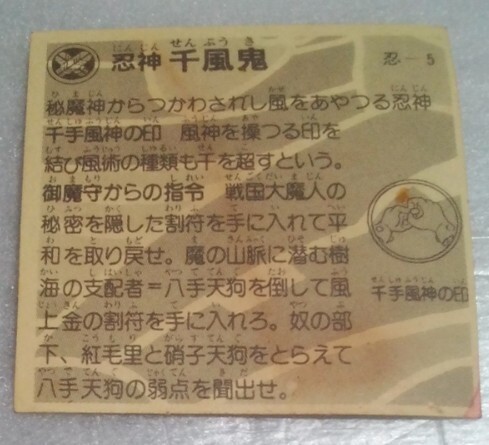 忍神 千風鬼 忍－5
秘魔神からつかわされし風をあやつる忍神
千手風神の印 風神を操つる印を
結び風術の種類も千を超すという。
御魔守からの指令 戦国大魔人の
秘密を隠した割符を手に入れて平
和を取り戻せ。魔の山脈に潜む樹
海の支配者＝八手天狗を倒して風
上金の割符を手に入れろ。奴の部
下、紅毛里と硝子天狗をとらえて
八手天狗の弱点を聞出せ。
千手風神の印